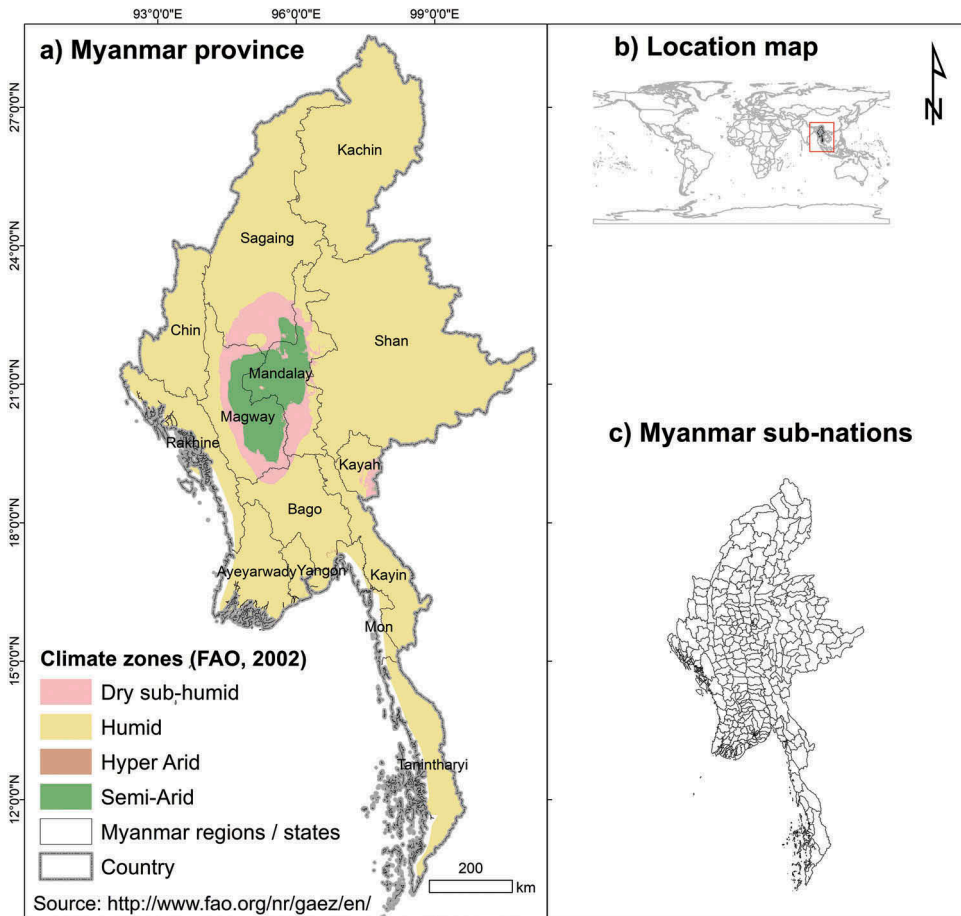 93°0'0"E 96°0'0"E 99°0'0"E
a) Myanmar province
b) Location map
N
27°0'0"N
24°0'0"N
21°0'0"N
18°0'0"N
15°0'0"N
12°0'0"N
Kachin
Sagaing
Chin
Shan
Mandalay
Magway
Rakhine
Kayah
Bago
Ayeyarwady
Yangon
Kayin
Mon
Tanintharyi
c) Myanmar sub-nations
Climate zones (FAO, 2002)
Dry sub-humid
Humid
Hyper Arid
Semi-Arid
Myanmar regions / states
Country
200
km
Source: http://www.fao.org/nr/gaez/en/